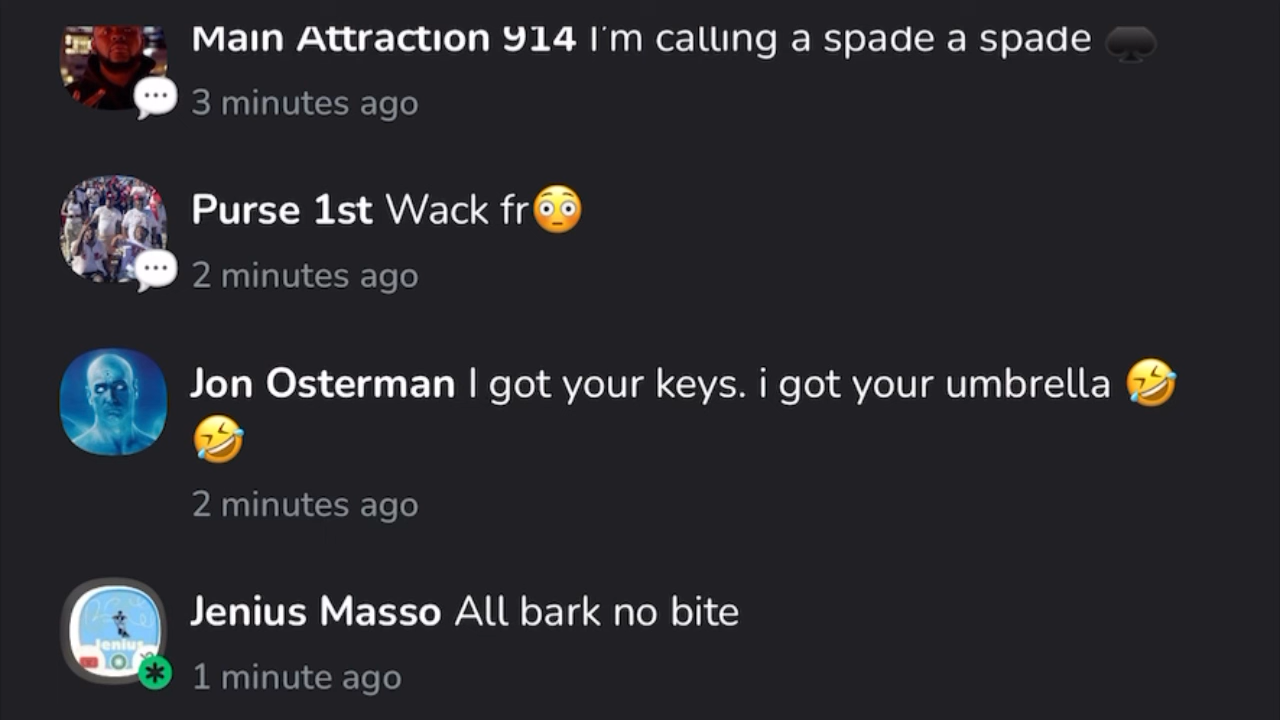 Main Attraction 914 I'm calling a spade a spade ♠️
3 minutes ago
Purse 1st Wack fr😳
2 minutes ago
Jon Osterman I got your keys. i got your umbrella 🤣
🤣
2 minutes ago
Jenius Masso All bark no bite
1 minute ago
Jenius